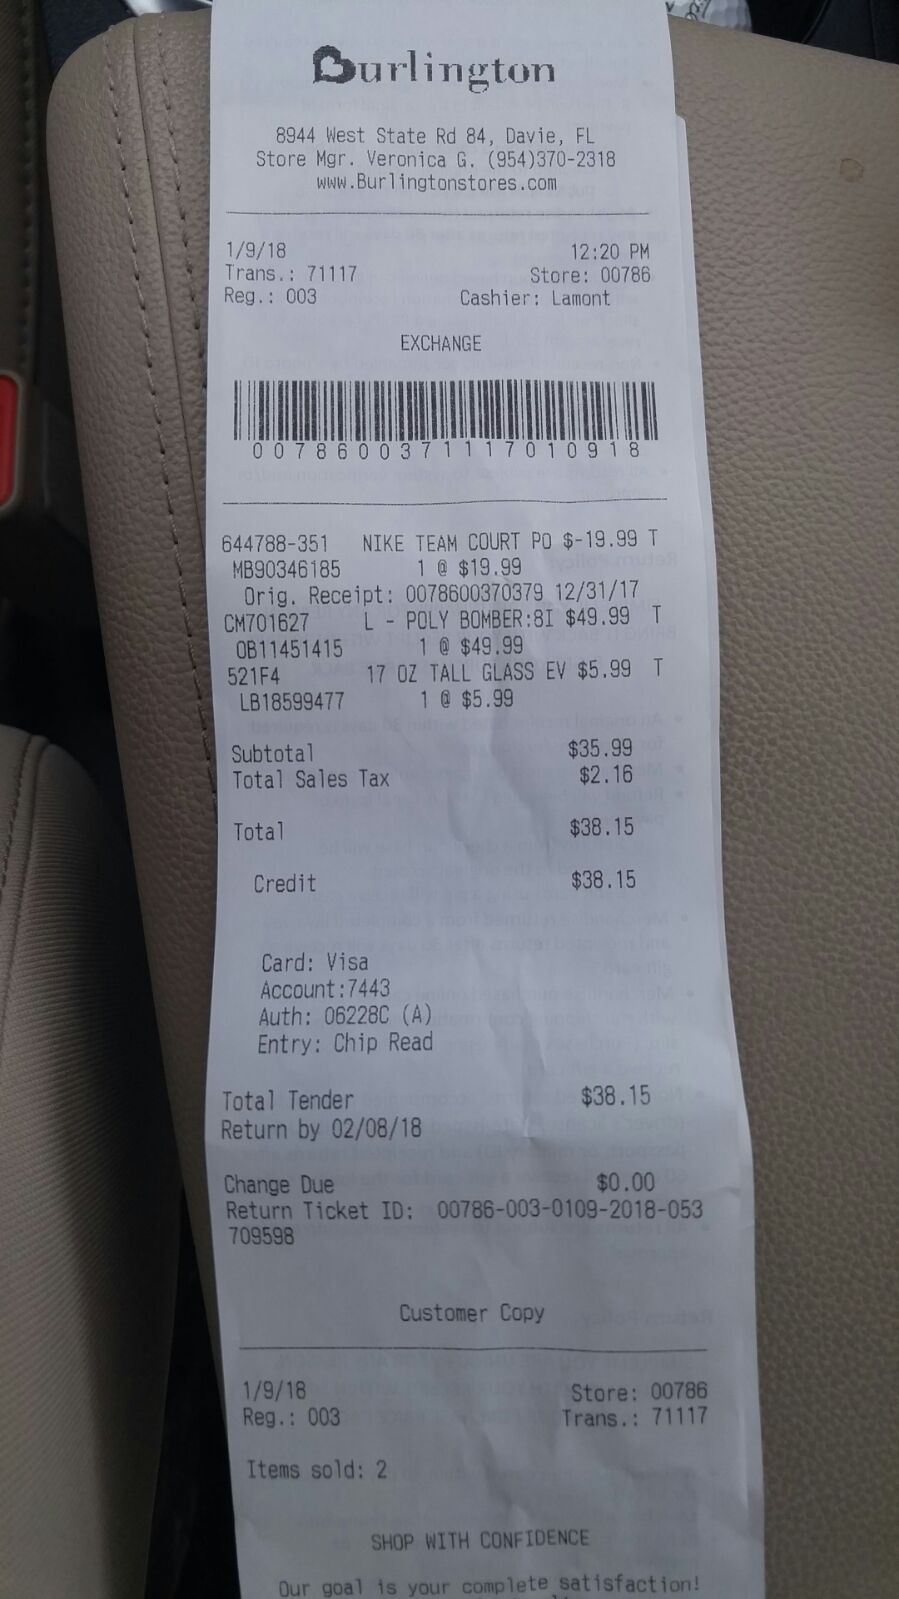 Burlington
8944 West State Rd 84, Davie, FL
Store Mgr. Veronica G. (954)370-2318
www.Burlingtonstores.com
1/9/18 12:20 PM
Trans.: 71117 Store: 00786
Reg.: 003 Cashier: Lamont
EXCHANGE
0078600371117010918
644788-351 NIKE TEAM COURT PO $-19.99 T
MB90346185 1 @ $19.99
Orig. Receipt: 0078600370379 12/31/17
CM701627 L - POLY BOMBER:8I $49.99 T
OB11451415 1 @ $49.99
521F4 17 OZ TALL GLASS EV $5.99 T
LB18599477 1 @ $5.99
Subtotal $35.99
Total Sales Tax $2.16
Total $38.15
Credit $38.15
Card: Visa
Account:7443
Auth: 06228C (A)
Entry: Chip Read
Total Tender $38.15
Return by 02/08/18
Change Due $0.00
Return Ticket ID: 00786-003-0109-2018-053
709598
Customer Copy
1/9/18 Store: 00786
Reg.: 003 Trans.: 71117
Items sold: 2
SHOP WITH CONFIDENCE
Our goal is your complete satisfaction!